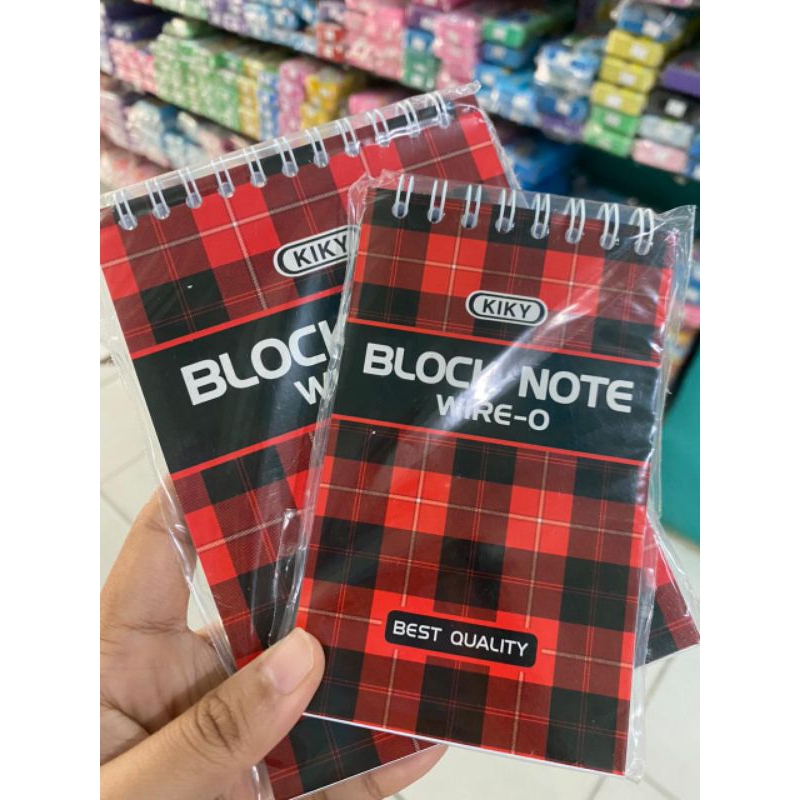 KIKY
BLOCK
W
KIKY
BLOCK NOTE
WIRE-O
BEST QUALITY